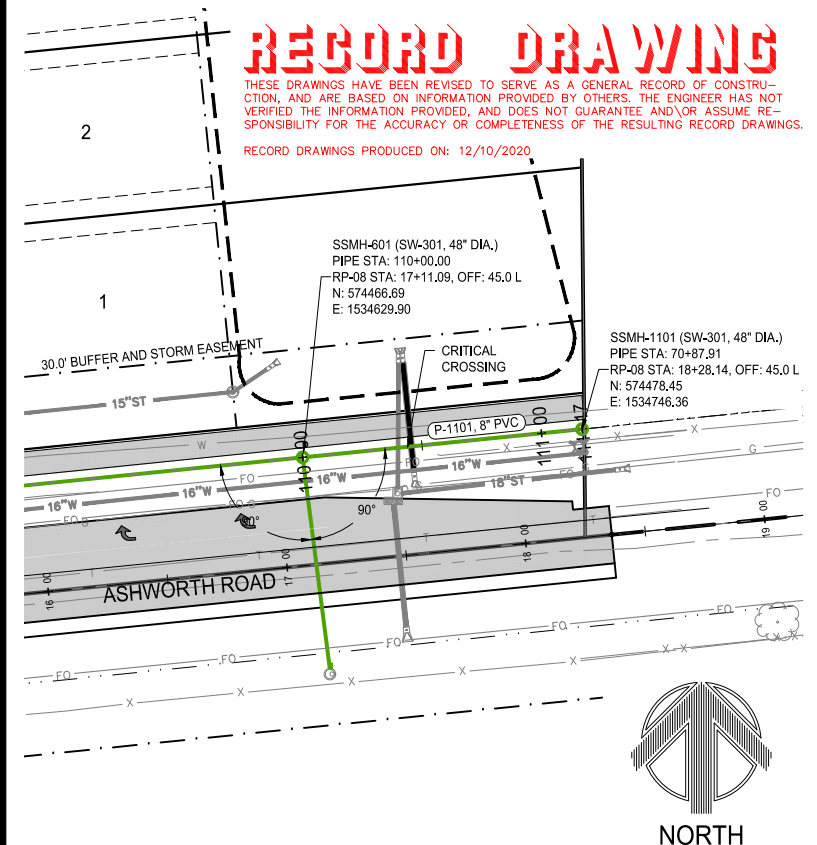 RECORD DRAWING
THESE DRAWINGS HAVE BEEN REVISED TO SERVE AS A GENERAL RECORD OF CONSTRU-
CTION, AND ARE BASED ON INFORMATION PROVIDED BY OTHERS. THE ENGINEER HAS NOT
VERIFIED THE INFORMATION PROVIDED, AND DOES NOT GUARANTEE AND\OR ASSUME RE-
SPONSIBILITY FOR THE ACCURACY OR COMPLETENESS OF THE RESULTING RECORD DRAWINGS.
RECORD DRAWINGS PRODUCED ON: 12/10/2020
2
SSMH-601 (SW-301, 48" DIA.)
PIPE STA: 110+00.00
RP-08 STA: 17+11.09, OFF: 45.0 L
N: 574466.69
E: 1534629.90
1
30.0' BUFFER AND STORM EASEMENT
CRITICAL
CROSSING
SSMH-1101 (SW-301, 48" DIA.)
PIPE STA: 70+87.91
RP-08 STA: 18+28.14, OFF: 45.0 L
N: 574478.45
E: 1534746.36
15"ST
P-1101, 8" PVC
110+00
111+00
W
X
X
G
FO
FO
16"W
16"W
16"W
16"W
18"ST
FO
FO
90°
T
T
T
T
16+00
17+00
18+00
19+00
ASHWORTH ROAD
FO
FO
FO
FO
FO
X
X
X
X
X
X
X
X
NORTH